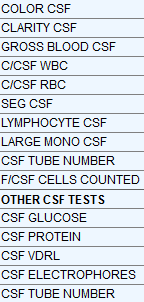 COLOR CSF
CLARITY CSF
GROSS BLOOD CSF
C/CSF WBC
C/CSF RBC
SEG CSF
LYMPHOCYTE CSF
LARGE MONO CSF
CSF TUBE NUMBER
F/CSF CELLS COUNTED
OTHER CSF TESTS
CSF GLUCOSE
CSF PROTEIN
CSF VDRL
CSF ELECTROPHORES
CSF TUBE NUMBER